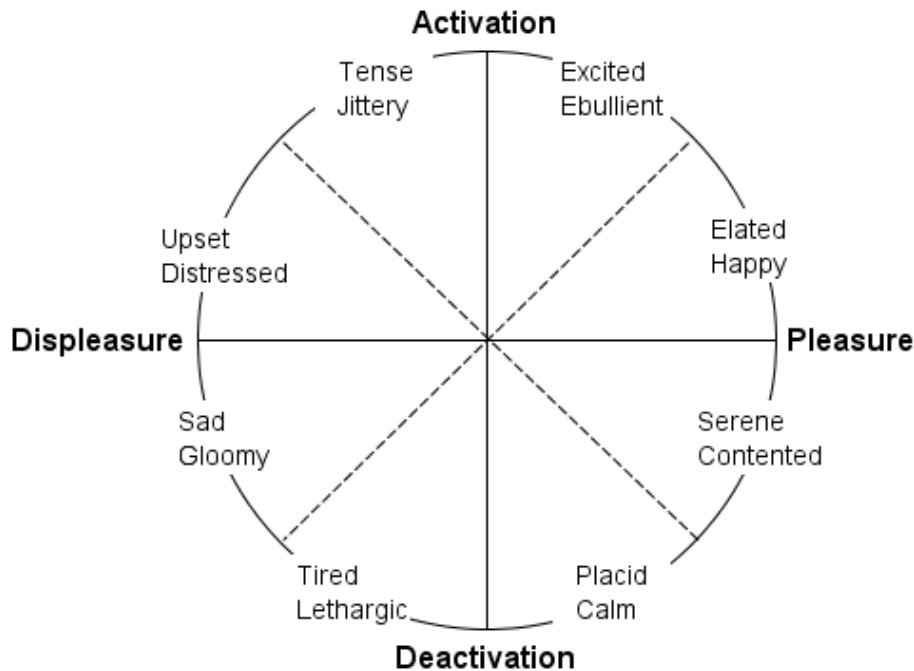 Activation
Tense
Jittery
Excited
Ebullient
Upset
Distressed
Elated
Happy
Displeasure
Pleasure
Sad
Gloomy
Serene
Contented
Tired
Lethargic
Placid
Calm
Deactivation